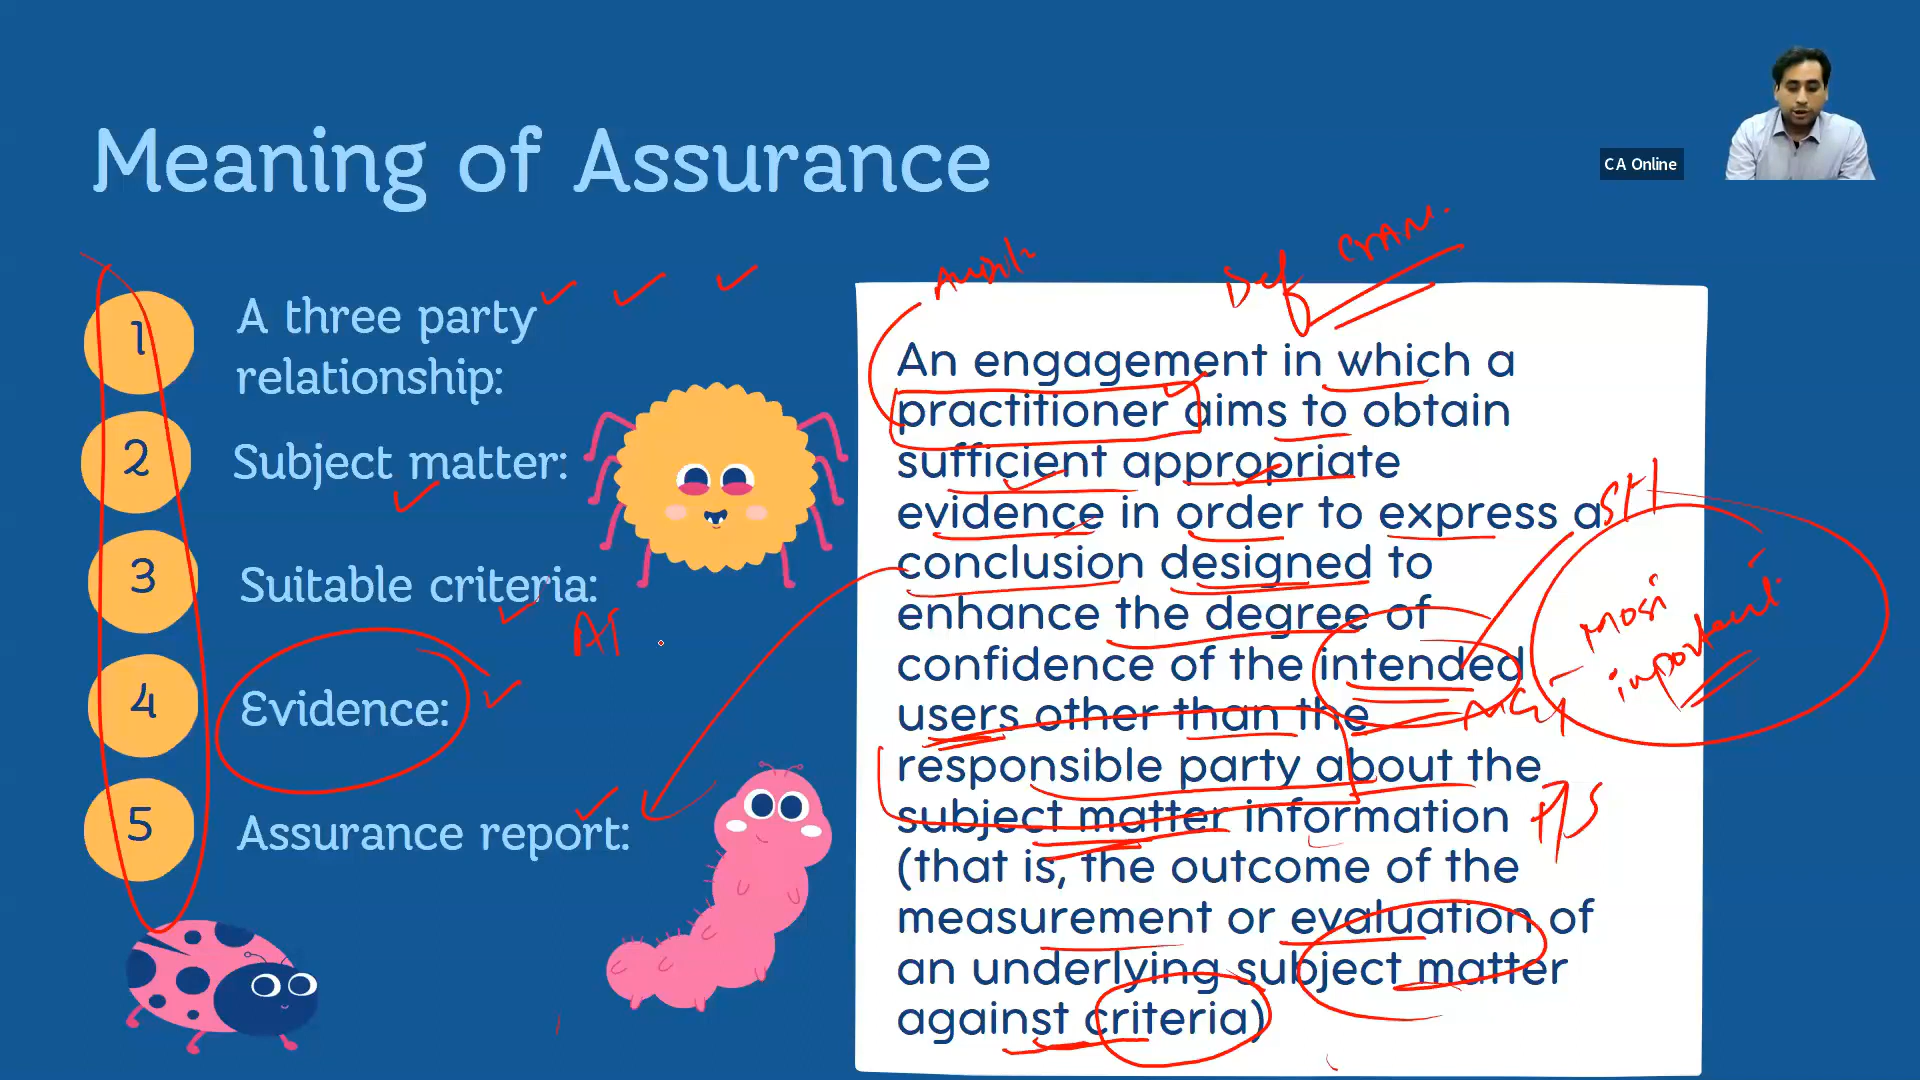 Meaning of Assurance
CA Online
1
A three party
relationship:
2
Subject matter:
3
Suitable criteria:
4
Evidence:
5
Assurance report:
Def
An engagement in which a
practitioner aims to obtain
sufficient appropriate
evidence in order to express a
conclusion designed to
enhance the degree of
confidence of the intended
users other than the
responsible party about the
subject matter information
(that is, the outcome of the
measurement or evaluation of
an underlying subject matter
against criteria)
SH
most
important
F/S